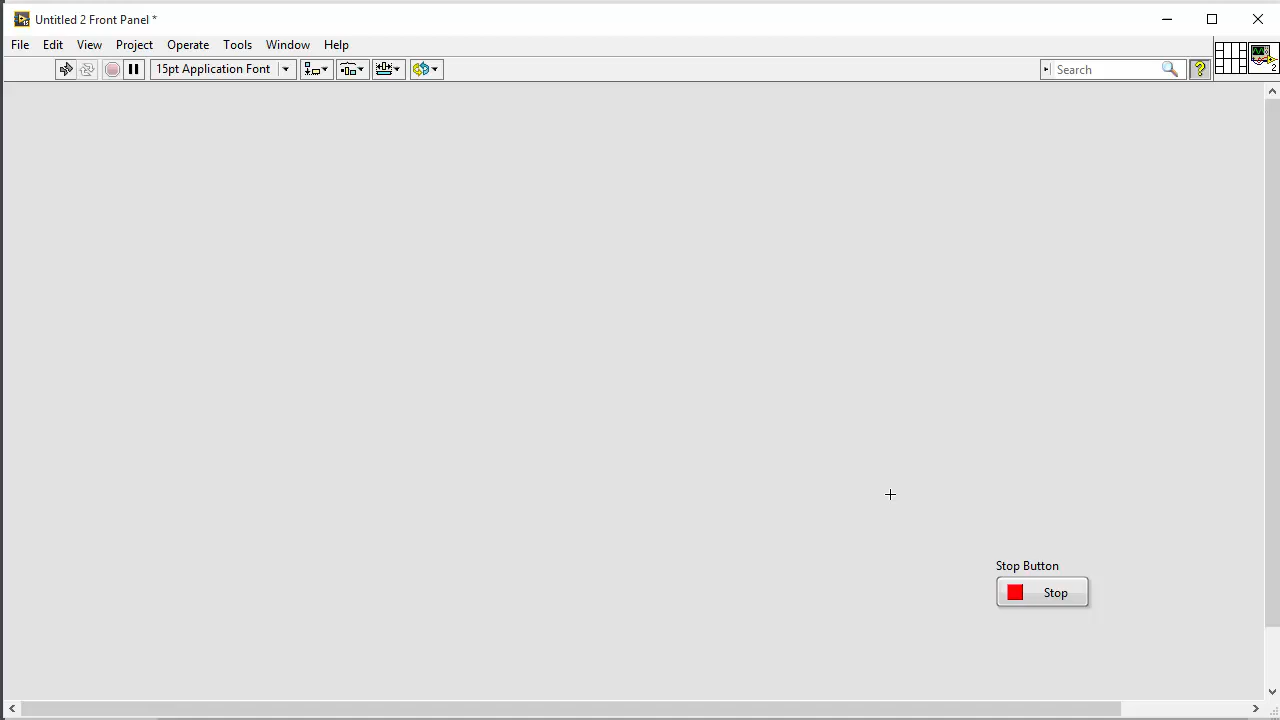 Untitled 2 Front Panel *
File Edit View Project Operate Tools Window Help
15pt Application Font
Search
?
2
Stop Button
Stop